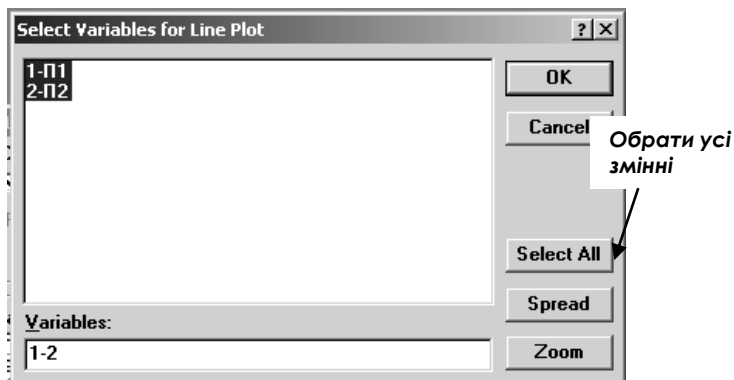 Select Variables for Line Plot
? ×
1-П1
2-П2
OK
Cancel
Обрати усі
змінні
Select All
Spread
Variables:
1-2
Zoom